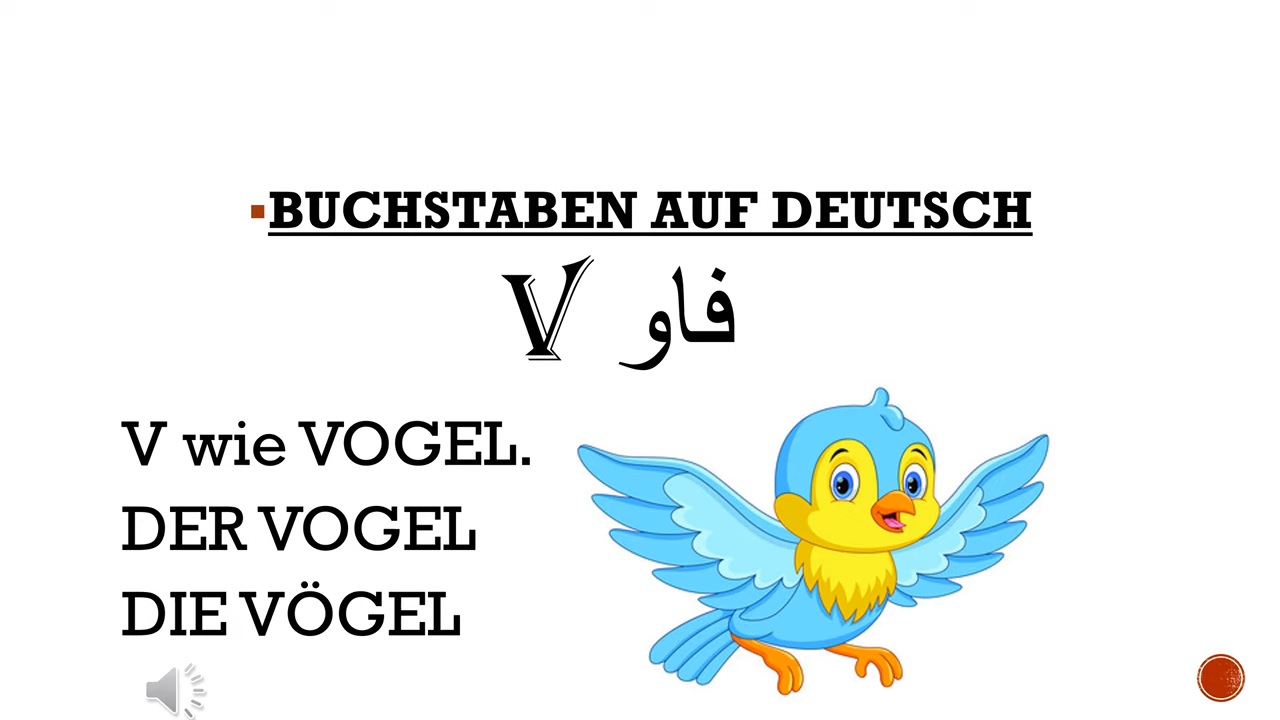 ▪BUCHSTABEN AUF DEUTSCH
V فاو
V wie VOGEL.
DER VOGEL
DIE VÖGEL